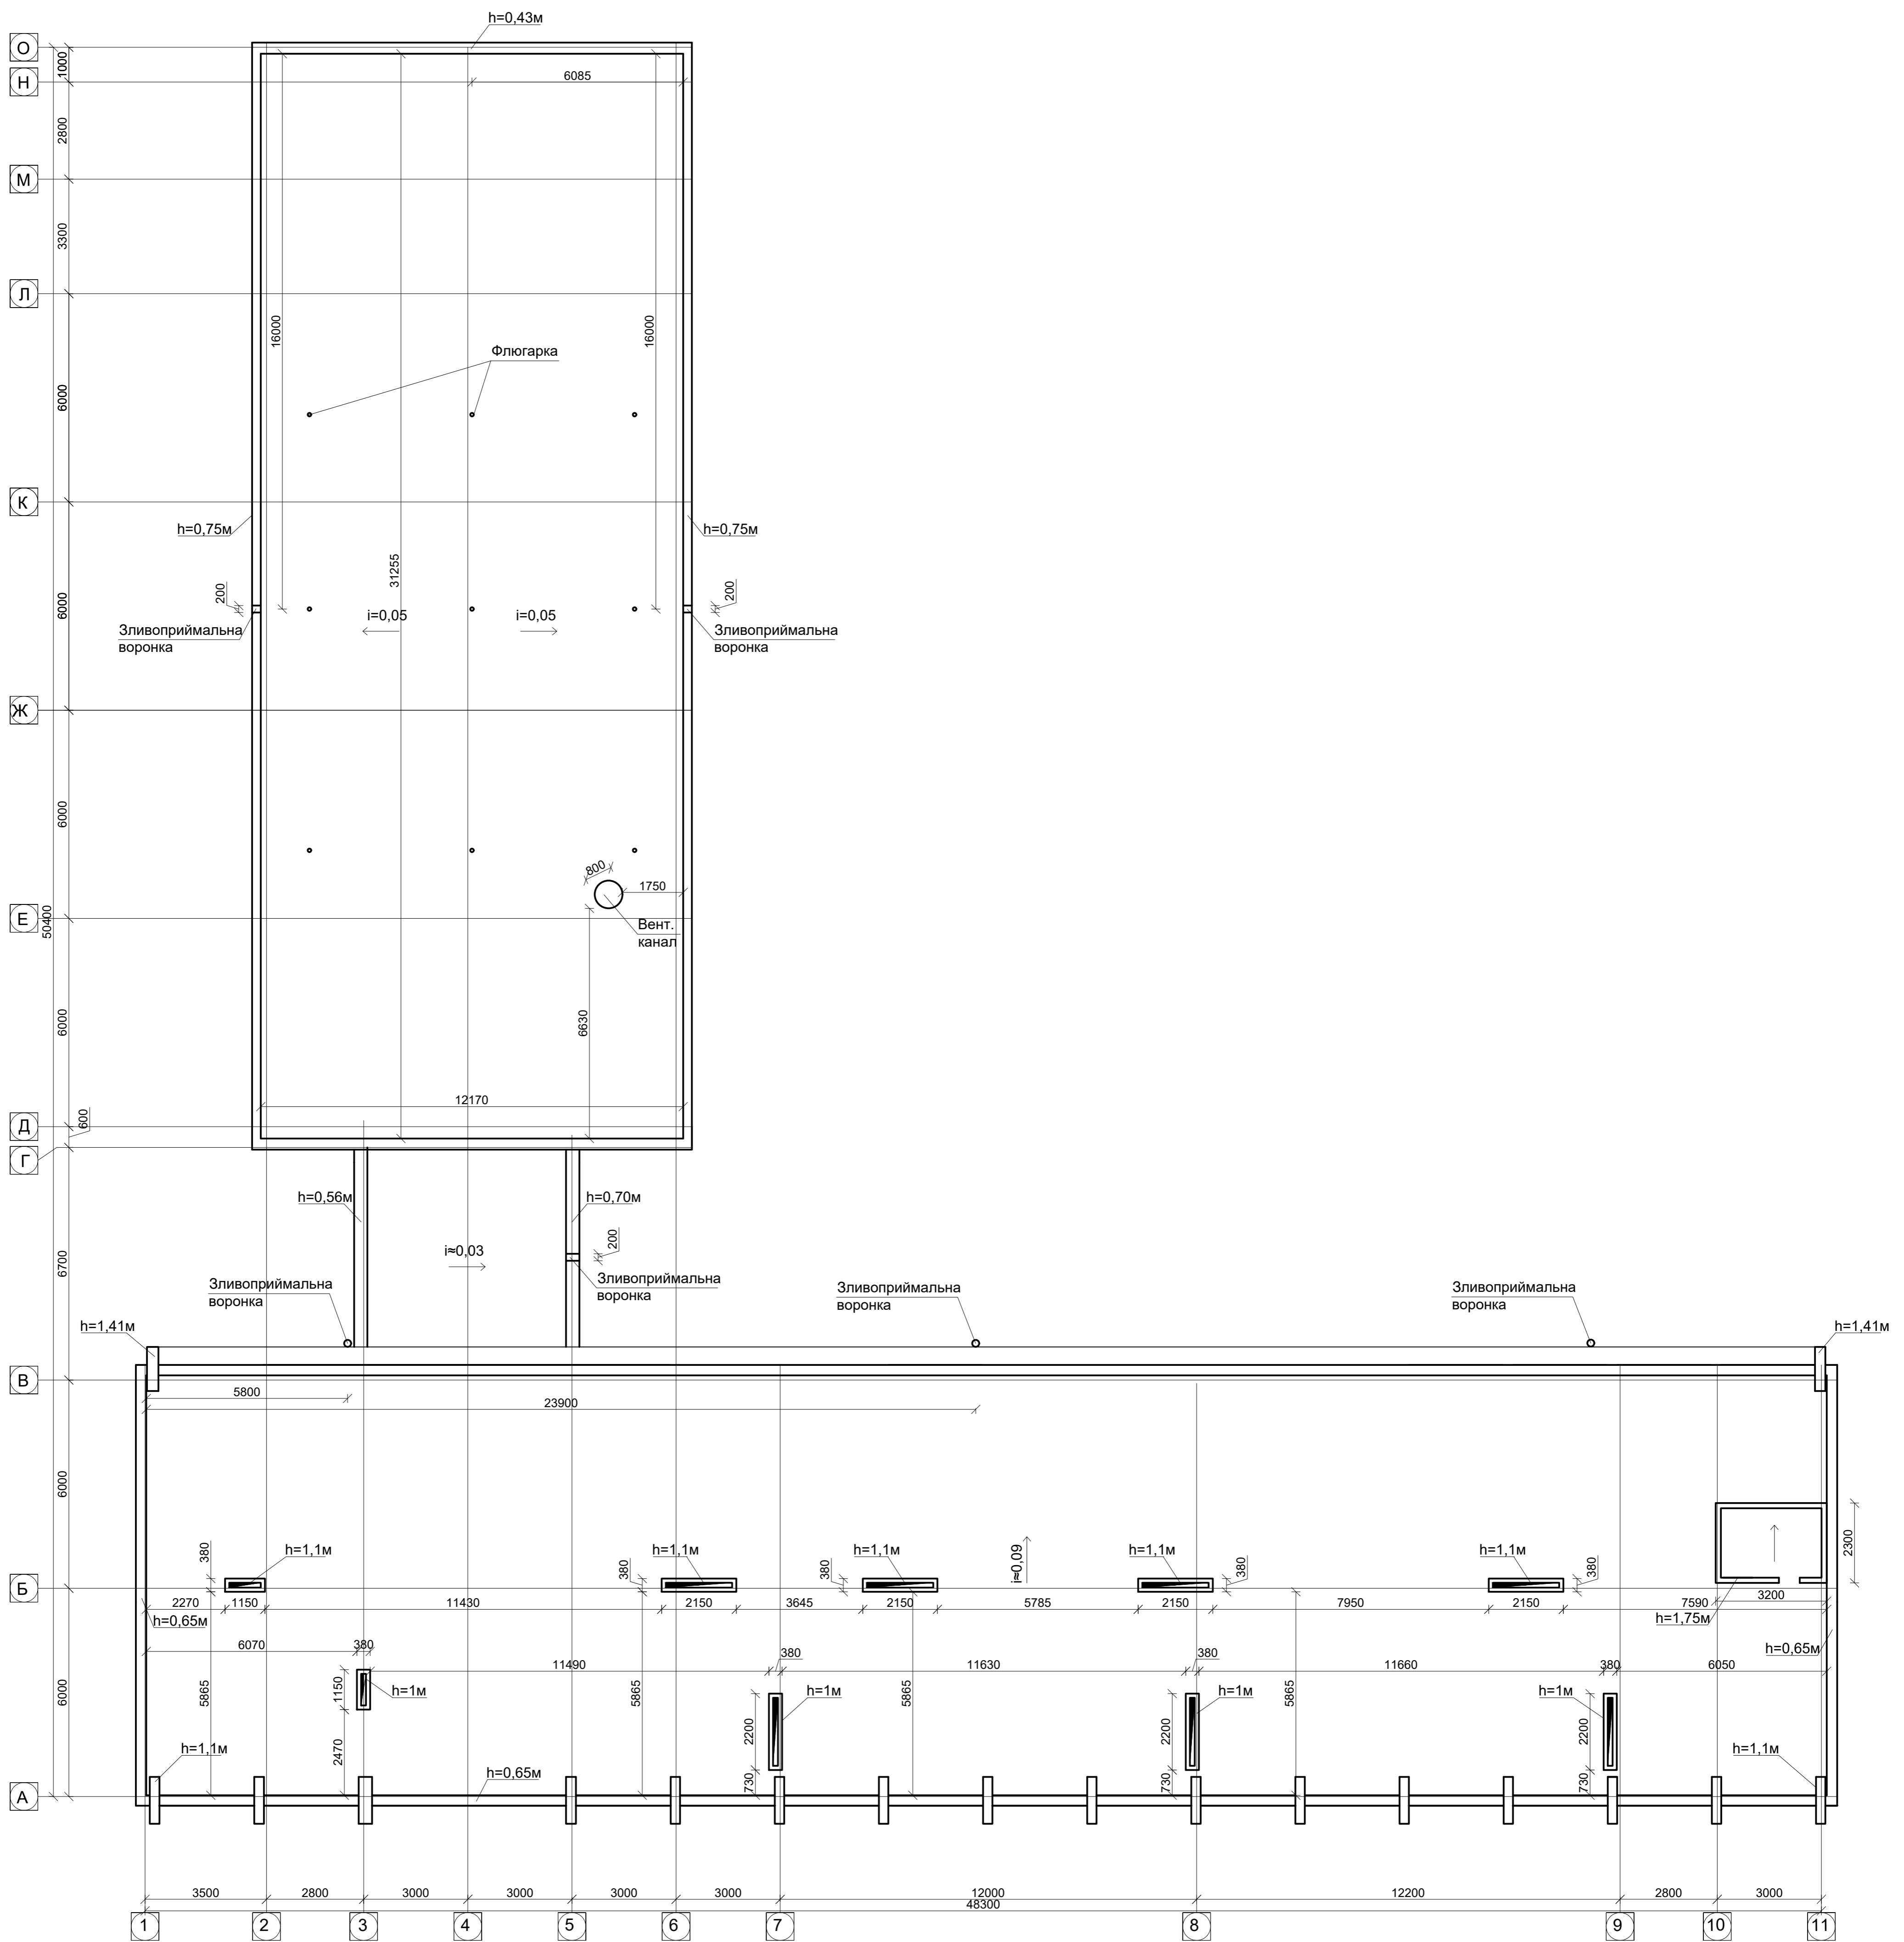 h=0,43м
О
1000
Н
6085
2800
М
3300
Л
16000
16000
Флюгарка
6000
К
h=0,75м
h=0,75м
31255
200
200
6000
i=0,05
i=0,05
Зливоприймальна
воронка
Зливоприймальна
воронка
Ж
6000
800
1750
Е
50400
Вент.
канал
6000
6630
12170
600
Д
Г
h=0,56м
h=0,70м
200
i≈0,03
6700
Зливоприймальна
воронка
Зливоприймальна
воронка
Зливоприймальна
воронка
Зливоприймальна
воронка
h=1,41м
h=1,41м
В
5800
23900
6000
380
h=1,1м
380
h=1,1м
380
h=1,1м
i≈0,09
h=1,1м
380
h=1,1м
380
2300
Б
2270
1150
11430
2150
3645
2150
5785
2150
7950
2150
7590
3200
h=0,65м
h=1,75м
h=0,65м
6070
380
11490
380
11630
380
11660
380
6050
6000
5865
1150
h=1м
5865
h=1м
5865
h=1м
5865
h=1м
2200
2200
2200
2470
h=1,1м
h=0,65м
h=1,1м
730
730
730
А
3500
2800
3000
3000
3000
3000
12000
12200
2800
3000
48300
1
2
3
4
5
6
7
8
9
10
11